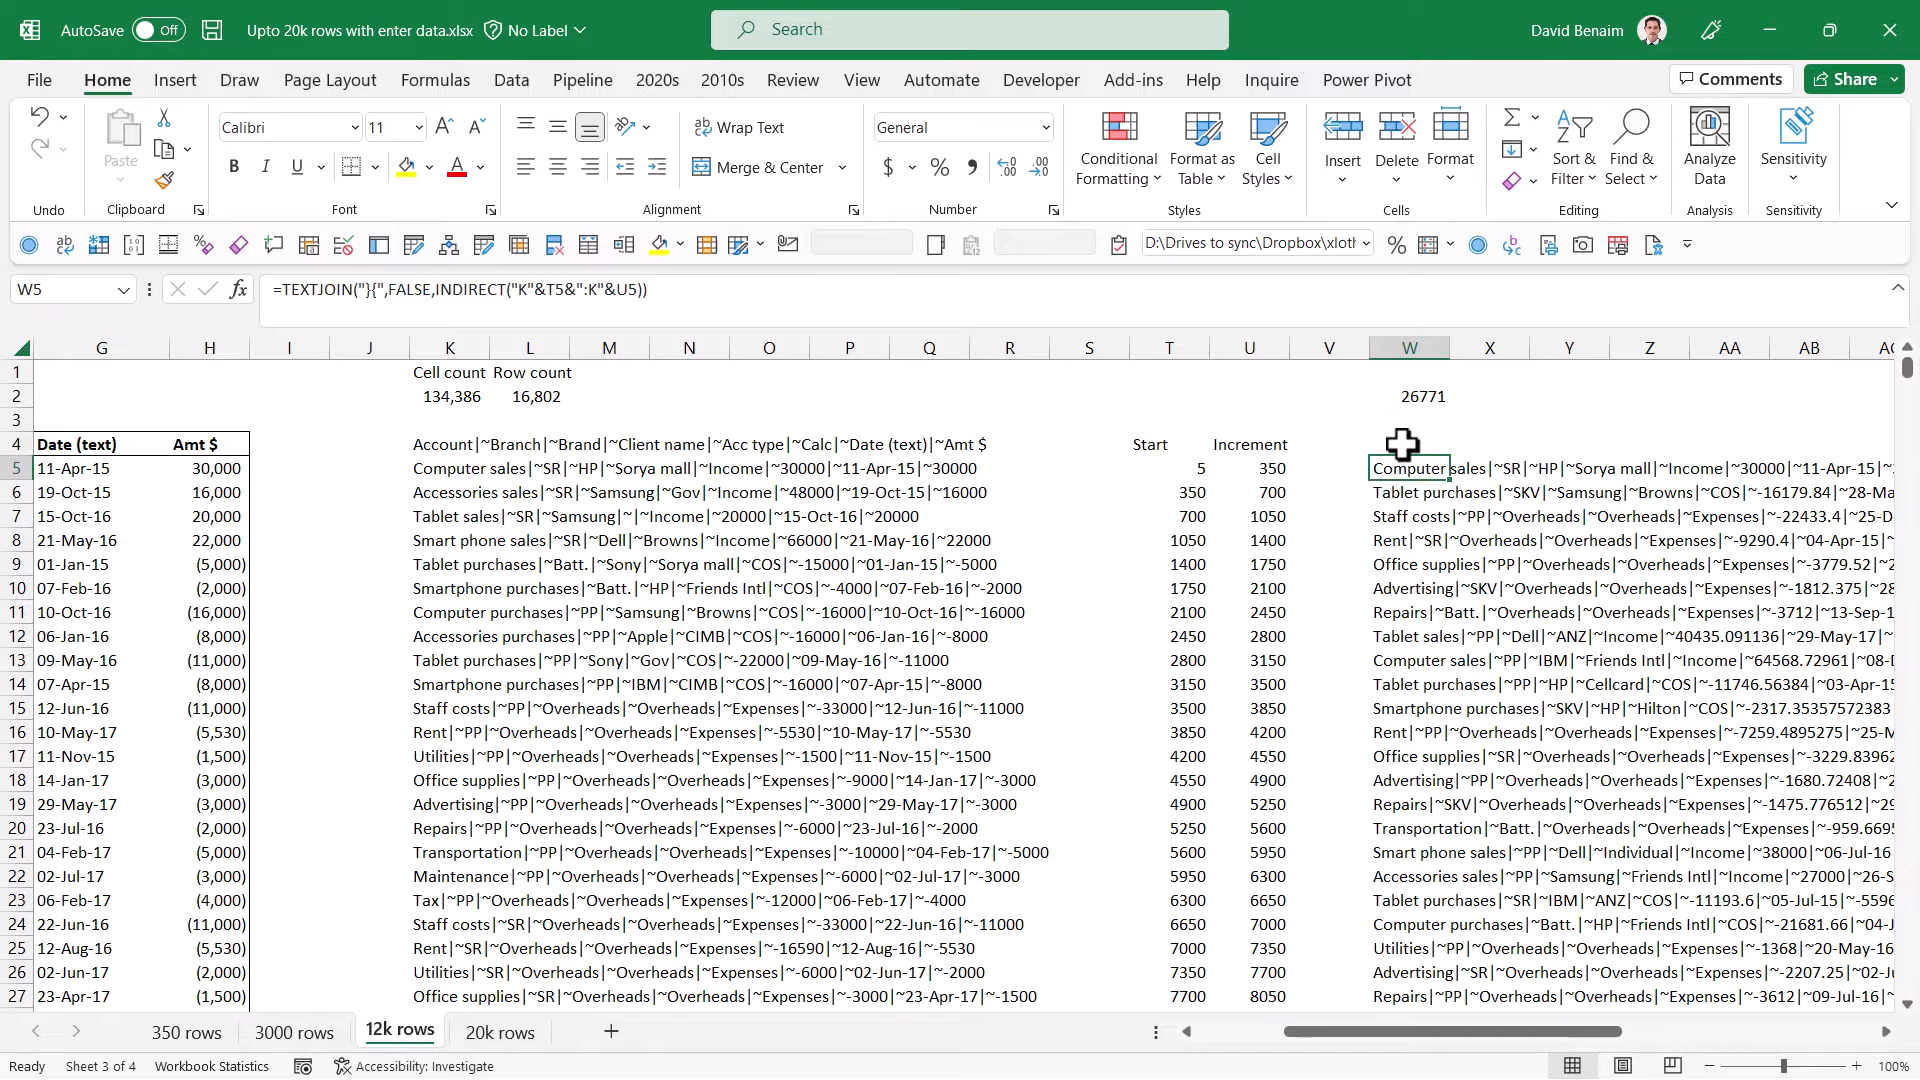 AutoSave Off Upto 20k rows with enter data.xlsx No Label Search David Benaim
File Home Insert Draw Page Layout Formulas Data Pipeline 2020s 2010s Review View Automate Developer Add-ins Help Inquire Power Pivot Comments Share
Paste Calibri 11 Wrap Text General Conditional Formatting Format as Table Cell Styles Insert Delete Format Sort & Filter Find & Select Analyze Data Sensitivity
B I U Merge & Center $ %
Undo Clipboard Font Alignment Number Styles Cells Editing Analysis Sensitivity
D:\Drives to sync\Dropbox\xloth
W5 fx =TEXTJOIN("}{",FALSE,INDIRECT("K"&T5&":K"&U5))
G H I J K L M N O P Q R S T U V W X Y Z AA AB AC
1 Cell count Row count
2 134,386 16,802 26771
3
4 Date (text) Amt $ Account|~Branch|~Brand|~Client name|~Acc type|~Calc|~Date (text)|~Amt $ Start Increment
5 11-Apr-15 30,000 Computer sales|~SR|~HP|~Sorya mall|~Income|~30000|~11-Apr-15|~30000 5 350 Computer sales|~SR|~HP|~Sorya mall|~Income|~30000|~11-Apr-15|~
6 19-Oct-15 16,000 Accessories sales|~SR|~Samsung|~Gov|~Income|~48000|~19-Oct-15|~16000 350 700 Tablet purchases|~SKV|~Samsung|~Browns|~COS|~-16179.84|~28-Ma
7 15-Oct-16 20,000 Tablet sales|~SR|~Samsung|~|~Income|~20000|~15-Oct-16|~20000 700 1050 Staff costs|~PP|~Overheads|~Overheads|~Expenses|~-22433.4|~25-D
8 21-May-16 22,000 Smart phone sales|~SR|~Dell|~Browns|~Income|~66000|~21-May-16|~22000 1050 1400 Rent|~SR|~Overheads|~Overheads|~Expenses|~-9290.4|~04-Apr-15|~
9 01-Jan-15 (5,000) Tablet purchases|~Batt.|~Sony|~Sorya mall|~COS|~-15000|~01-Jan-15|~-5000 1400 1750 Office supplies|~PP|~Overheads|~Overheads|~Expenses|~-3779.52|~2
10 07-Feb-16 (2,000) Smartphone purchases|~Batt.|~HP|~Friends Intl|~COS|~-4000|~07-Feb-16|~-2000 1750 2100 Advertising|~SKV|~Overheads|~Overheads|~Expenses|~-1812.375|~28
11 10-Oct-16 (16,000) Computer purchases|~PP|~Samsung|~Browns|~COS|~-16000|~10-Oct-16|~-16000 2100 2450 Repairs|~Batt.|~Overheads|~Overheads|~Expenses|~-3712|~13-Sep-1
12 06-Jan-16 (8,000) Accessories purchases|~PP|~Apple|~CIMB|~COS|~-16000|~06-Jan-16|~-8000 2450 2800 Tablet sales|~PP|~Dell|~ANZ|~Income|~40435.091136|~29-May-17|~
13 09-May-16 (11,000) Tablet purchases|~PP|~Sony|~Gov|~COS|~-22000|~09-May-16|~-11000 2800 3150 Computer sales|~PP|~IBM|~Friends Intl|~Income|~64568.72961|~08-D
14 07-Apr-15 (8,000) Smartphone purchases|~PP|~IBM|~CIMB|~COS|~-16000|~07-Apr-15|~-8000 3150 3500 Tablet purchases|~PP|~HP|~Cellcard|~COS|~-11746.56384|~03-Apr-15
15 12-Jun-16 (11,000) Staff costs|~PP|~Overheads|~Overheads|~Expenses|~-33000|~12-Jun-16|~-11000 3500 3850 Smartphone purchases|~SKV|~HP|~Hilton|~COS|~-2317.35357572383
16 10-May-17 (5,530) Rent|~PP|~Overheads|~Overheads|~Expenses|~-5530|~10-May-17|~-5530 3850 4200 Rent|~PP|~Overheads|~Overheads|~Expenses|~-7259.4895275|~25-M
17 11-Nov-15 (1,500) Utilities|~PP|~Overheads|~Overheads|~Expenses|~-1500|~11-Nov-15|~-1500 4200 4550 Office supplies|~SR|~Overheads|~Overheads|~Expenses|~-3229.83962
18 14-Jan-17 (3,000) Office supplies|~PP|~Overheads|~Overheads|~Expenses|~-9000|~14-Jan-17|~-3000 4550 4900 Advertising|~PP|~Overheads|~Overheads|~Expenses|~-1680.72408|~2
19 29-May-17 (3,000) Advertising|~PP|~Overheads|~Overheads|~Expenses|~-3000|~29-May-17|~-3000 4900 5250 Repairs|~SKV|~Overheads|~Overheads|~Expenses|~-1475.776512|~29
20 23-Jul-16 (2,000) Repairs|~PP|~Overheads|~Overheads|~Expenses|~-6000|~23-Jul-16|~-2000 5250 5600 Transportation|~Batt.|~Overheads|~Overheads|~Expenses|~-959.6695
21 04-Feb-17 (5,000) Transportation|~PP|~Overheads|~Overheads|~Expenses|~-10000|~04-Feb-17|~-5000 5600 5950 Smart phone sales|~PP|~Dell|~Individual|~Income|~38000|~06-Jul-16
22 02-Jul-17 (3,000) Maintenance|~PP|~Overheads|~Overheads|~Expenses|~-6000|~02-Jul-17|~-3000 5950 6300 Accessories sales|~PP|~Samsung|~Friends Intl|~Income|~27000|~26-S
23 06-Feb-17 (4,000) Tax|~PP|~Overheads|~Overheads|~Expenses|~-12000|~06-Feb-17|~-4000 6300 6650 Tablet purchases|~SR|~IBM|~ANZ|~COS|~-11193.6|~05-Jul-15|~-5596
24 22-Jun-16 (11,000) Staff costs|~SR|~Overheads|~Overheads|~Expenses|~-33000|~22-Jun-16|~-11000 6650 7000 Computer purchases|~Batt.|~HP|~Friends Intl|~COS|~-21681.66|~04-J
25 12-Aug-16 (5,530) Rent|~SR|~Overheads|~Overheads|~Expenses|~-16590|~12-Aug-16|~-5530 7000 7350 Utilities|~PP|~Overheads|~Overheads|~Expenses|~-1368|~20-May-16
26 02-Jun-17 (2,000) Utilities|~SR|~Overheads|~Overheads|~Expenses|~-6000|~02-Jun-17|~-2000 7350 7700 Advertising|~SR|~Overheads|~Overheads|~Expenses|~-2207.25|~02-Ju
27 23-Apr-17 (1,500) Office supplies|~SR|~Overheads|~Overheads|~Expenses|~-3000|~23-Apr-17|~-1500 7700 8050 Repairs|~PP|~Overheads|~Overheads|~Expenses|~-3612|~09-Jul-16|~
350 rows 3000 rows 12k rows 20k rows
Ready Sheet 3 of 4 Workbook Statistics Accessibility: Investigate 100%